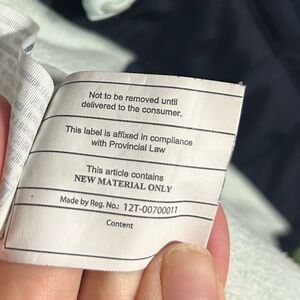 Not to be removed until
delivered to the consumer.
This label is affixed in compliance
with Provincial Law
This article contains
NEW MATERIAL ONLY
Made by Reg. No.: 12T-00700011
Content